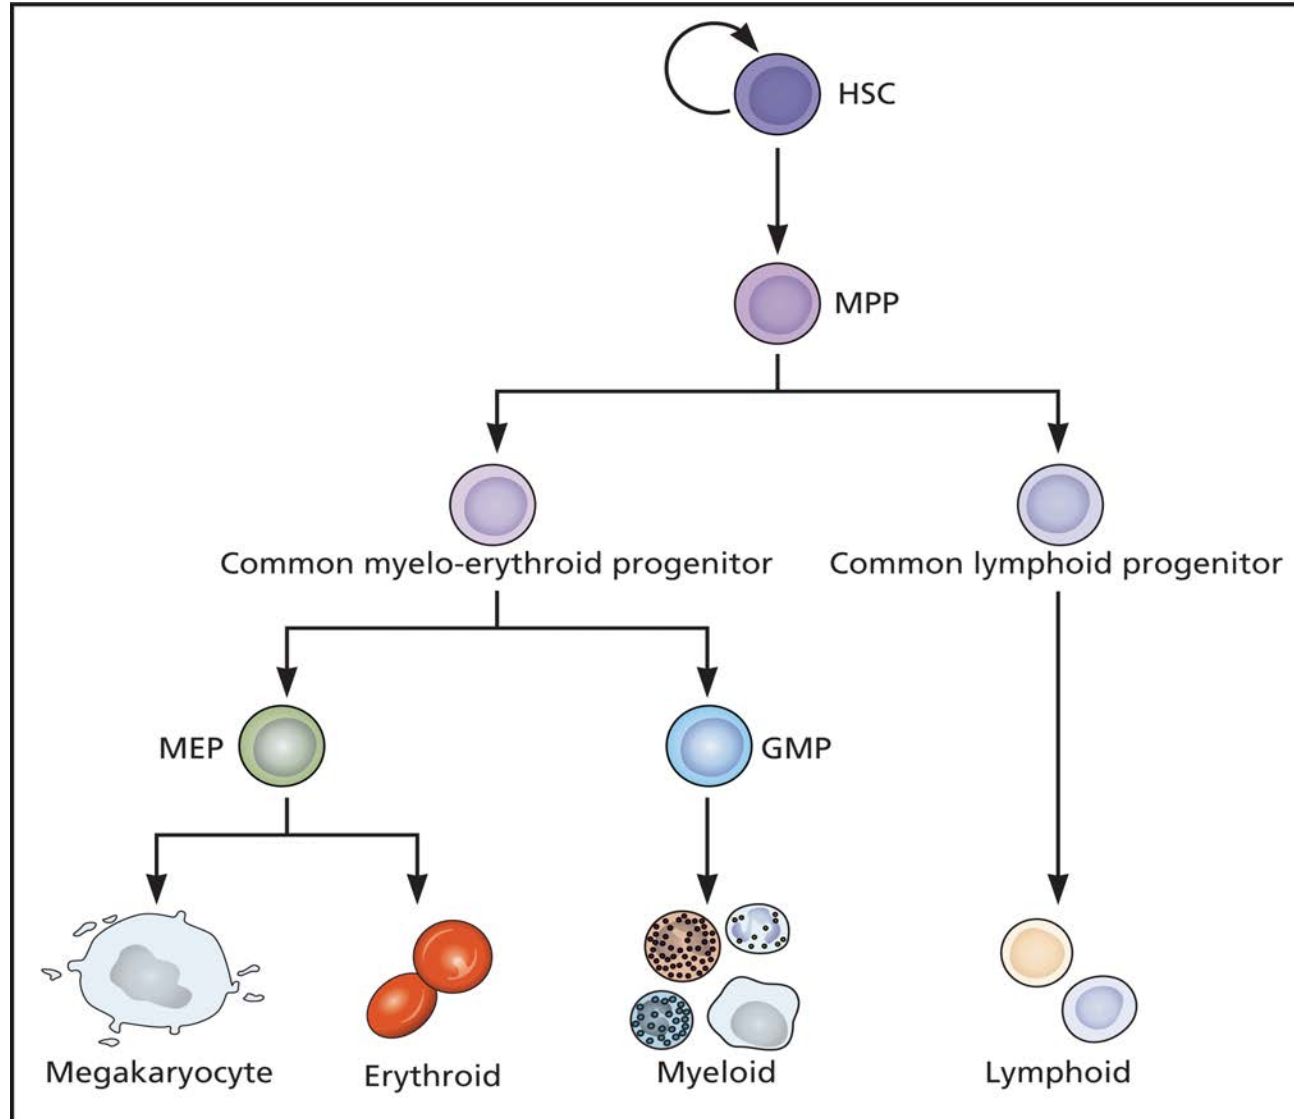 HSC
MPP
Common myelo-erythroid progenitor
Common lymphoid progenitor
MEP
GMP
Megakaryocyte
Erythroid
Myeloid
Lymphoid